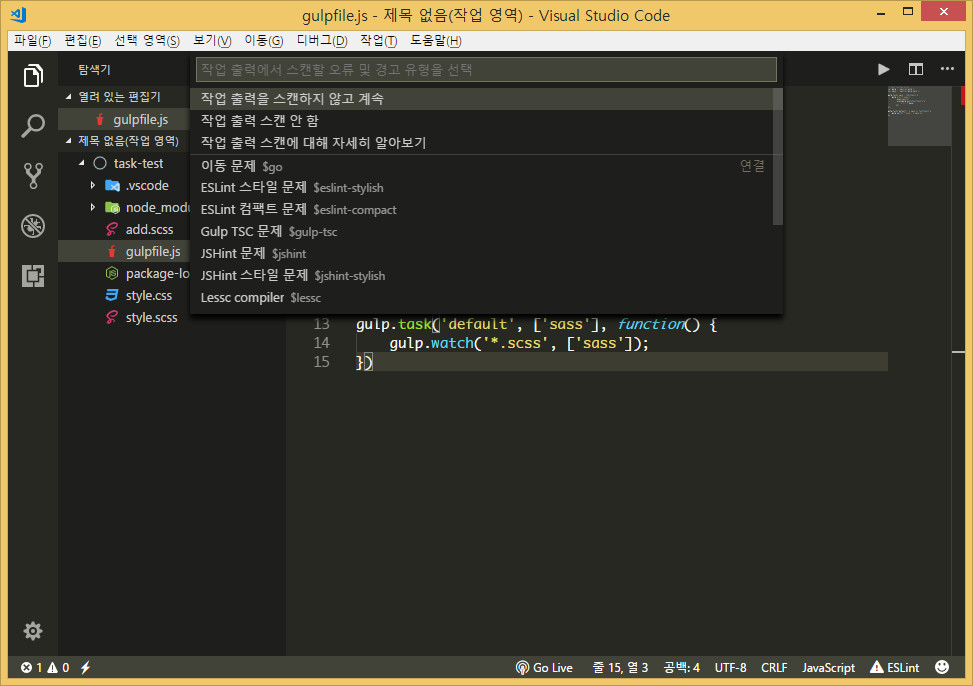 gulpfile.js - 제목 없음(작업 영역) - Visual Studio Code
파일(F) 편집(E) 선택 영역(S) 보기(V) 이동(G) 디버그(D) 작업(T) 도움말(H)
탐색기
작업 출력에서 스캔할 오류 및 경고 유형을 선택
열려 있는 편집기
작업 출력을 스캔하지 않고 계속
gulpfile.js
작업 출력 스캔 안 함
제목 없음(작업 영역)
작업 출력 스캔에 대해 자세히 알아보기
task-test
이동 문제 $go 연결
.vscode
ESLint 스타일 문제 $eslint-stylish
node_modu
ESLint 컴팩트 문제 $eslint-compact
add.scss
Gulp TSC 문제 $gulp-tsc
gulpfile.js
JSHint 문제 $jshint
package-lo
JSHint 스타일 문제 $jshint-stylish
style.css
Lessc compiler $lessc
style.scss
13 gulp.task('default', ['sass'], function() {
14 gulp.watch('*.scss', ['sass']);
15 })
1 0 Go Live 줄 15, 열 3 공백: 4 UTF-8 CRLF JavaScript ESLint